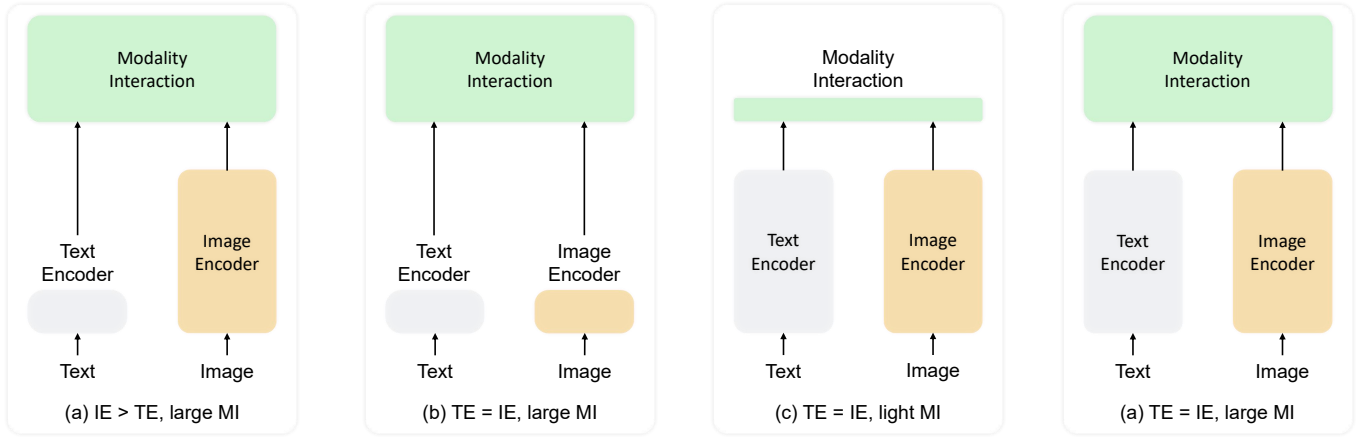 Modality
Interaction
Text
Encoder
Image
Encoder
Text
Image
(a) IE > TE, large MI
Modality
Interaction
Text
Encoder
Image
Encoder
Text
Image
(b) TE = IE, large MI
Modality
Interaction
Text
Encoder
Image
Encoder
Text
Image
(c) TE = IE, light MI
Modality
Interaction
Text
Encoder
Image
Encoder
Text
Image
(a) TE = IE, large MI